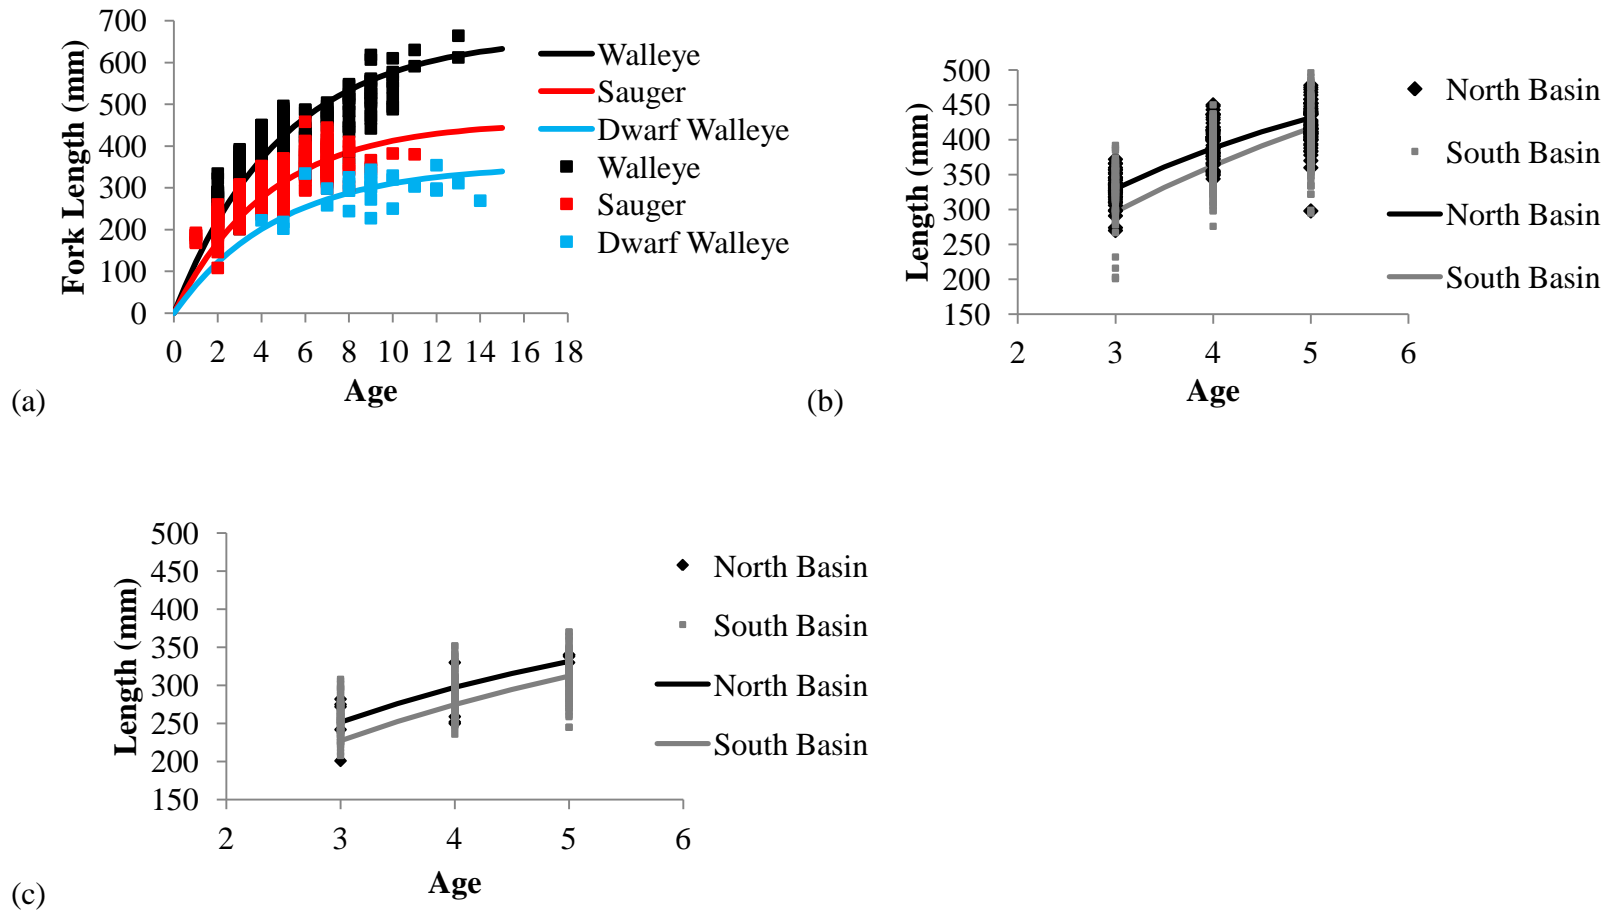 700
600
500
400
300
200
100
0
Fork Length (mm)
0 2 4 6 8 10 12 14 16 18
Age
Walleye
Sauger
Dwarf Walleye
Walleye
Sauger
Dwarf Walleye
(a)
500
450
400
350
300
250
200
150
Length (mm)
2 3 4 5 6
Age
North Basin
South Basin
North Basin
South Basin
(b)
500
450
400
350
300
250
200
150
Length (mm)
2 3 4 5 6
Age
North Basin
South Basin
North Basin
South Basin
(c)